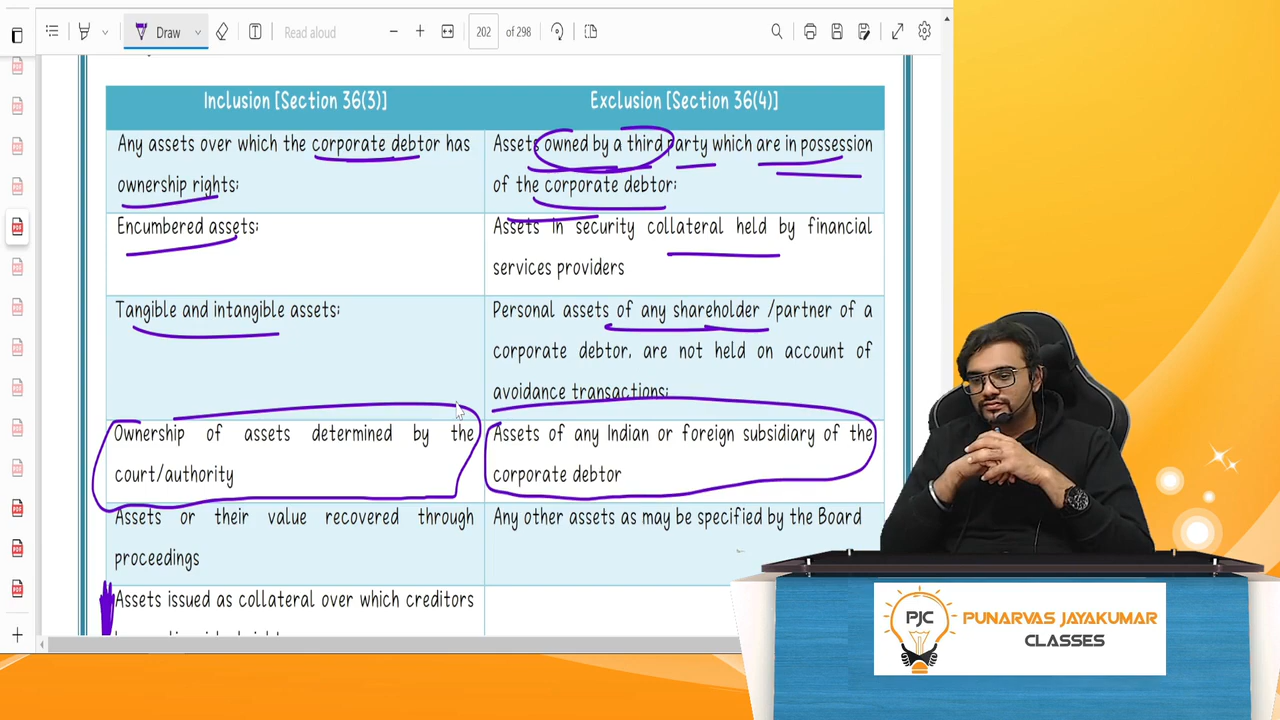 Draw
Read aloud
202
of 298
Inclusion [Section 36(3)]
Exclusion [Section 36(4)]
Any assets over which the corporate debtor has
ownership rights;
Assets owned by a third party which are in possession
of the corporate debtor;
Encumbered assets;
Assets in security collateral held by financial
services providers
Tangible and intangible assets;
Personal assets of any shareholder /partner of a
corporate debtor, are not held on account of
avoidance transactions;
Ownership of assets determined by the
court/authority
Assets of any Indian or foreign subsidiary of the
corporate debtor
Assets or their value recovered through
proceedings
Any other assets as may be specified by the Board
Assets issued as collateral over which creditors
PJC
PUNARVAS JAYAKUMAR
CLASSES